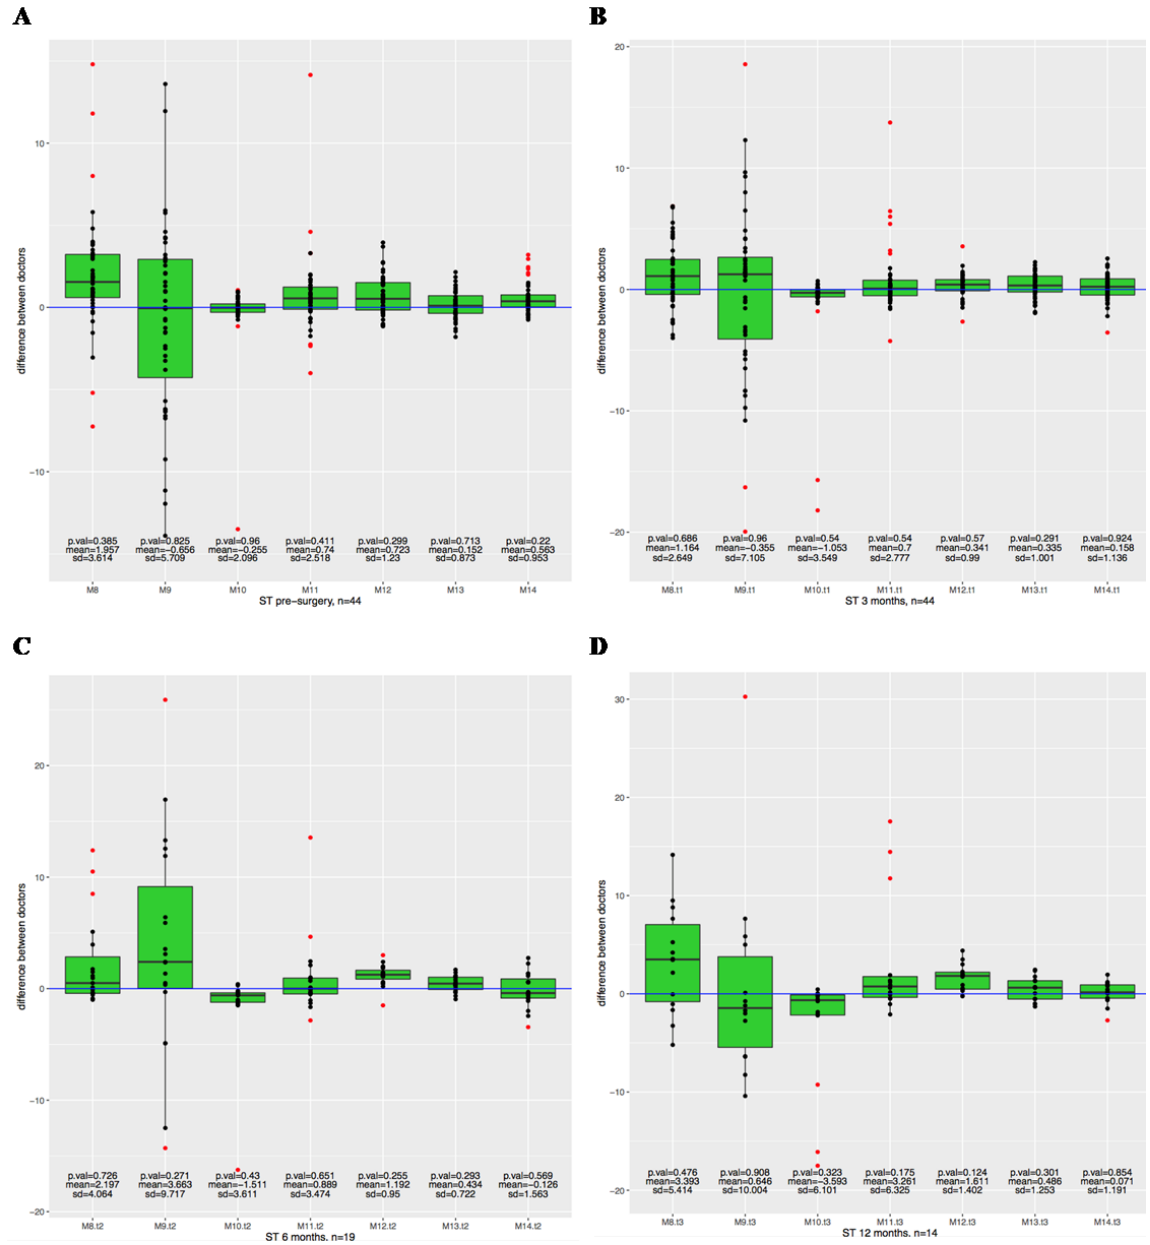 A
difference between doctors
10
0
−10
p.val=0.385 p.val=0.825 p.val=0.96 p.val=0.411 p.val=0.299 p.val=0.713 p.val=0.22
mean=1.957 mean=−0.656 mean=−0.255 mean=0.74 mean=0.723 mean=0.152 mean=0.563
sd=3.614 sd=5.709 sd=2.096 sd=2.518 sd=1.23 sd=0.873 sd=0.953
M8 M9 M10 M11 M12 M13 M14
ST pre−surgery, n=44
B
difference between doctors
20
10
0
−10
−20
p.val=0.686 p.val=0.96 p.val=0.54 p.val=0.54 p.val=0.57 p.val=0.291 p.val=0.924
mean=1.164 mean=−0.355 mean=−1.053 mean=0.7 mean=0.341 mean=0.335 mean=0.158
sd=2.649 sd=7.105 sd=3.549 sd=2.777 sd=0.99 sd=1.001 sd=1.136
M8.t1 M9.t1 M10.t1 M11.t1 M12.t1 M13.t1 M14.t1
ST 3 months, n=44
C
difference between doctors
20
10
0
−10
−20
p.val=0.726 p.val=0.271 p.val=0.43 p.val=0.651 p.val=0.255 p.val=0.293 p.val=0.569
mean=2.197 mean=3.663 mean=−1.511 mean=0.889 mean=1.192 mean=0.434 mean=−0.126
sd=4.064 sd=9.717 sd=3.611 sd=3.474 sd=0.95 sd=0.722 sd=1.563
M8.t2 M9.t2 M10.t2 M11.t2 M12.t2 M13.t2 M14.t2
ST 6 months, n=19
D
difference between doctors
30
20
10
0
−10
−20
p.val=0.476 p.val=0.908 p.val=0.323 p.val=0.175 p.val=0.124 p.val=0.301 p.val=0.854
mean=3.393 mean=0.646 mean=−3.593 mean=3.261 mean=1.611 mean=0.486 mean=0.071
sd=5.414 sd=10.004 sd=6.101 sd=6.325 sd=1.402 sd=1.253 sd=1.191
M8.t3 M9.t3 M10.t3 M11.t3 M12.t3 M13.t3 M14.t3
ST 12 months, n=14